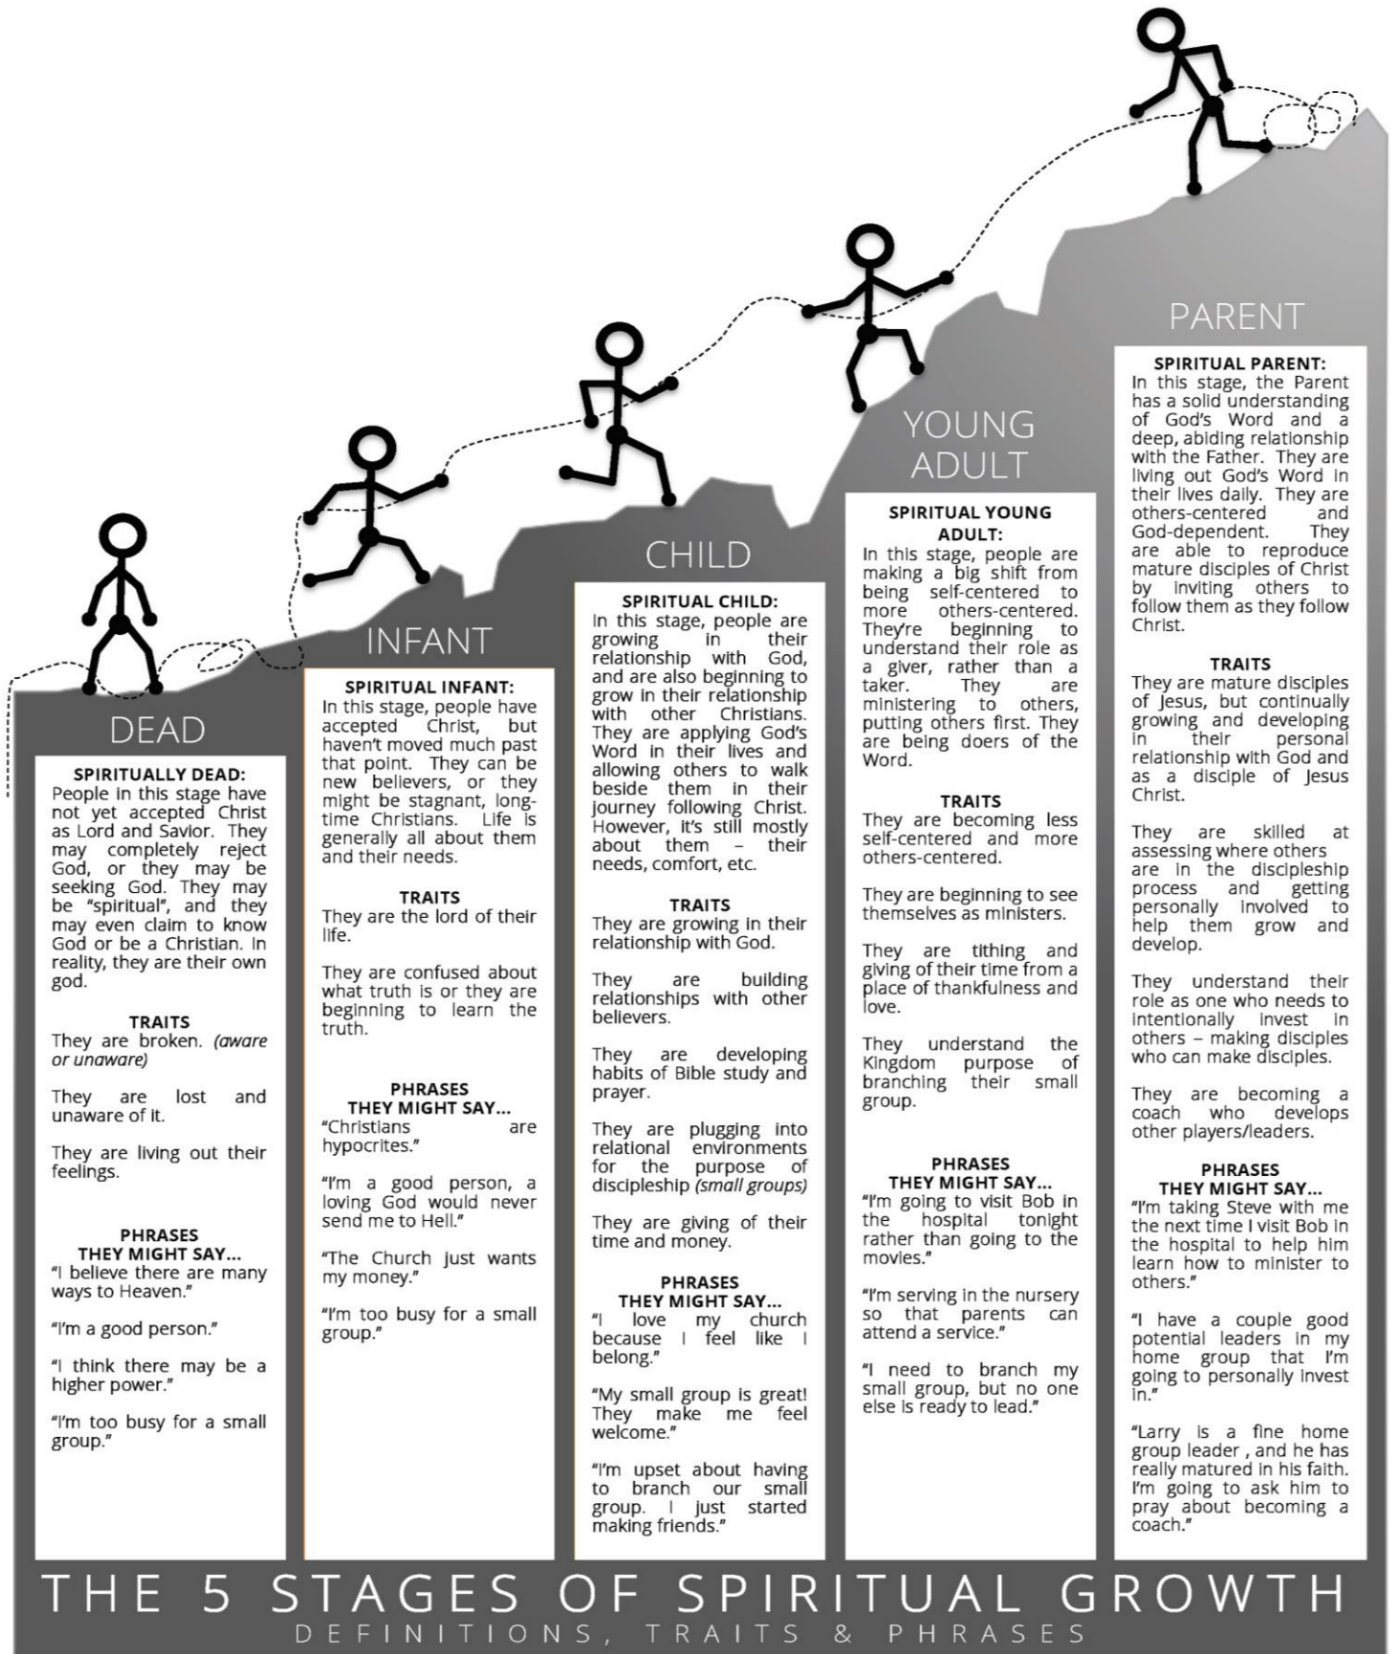 DEAD
SPIRITUALLY DEAD:
People in this stage have
not yet accepted Christ
as Lord and Savior. They
may completely reject
God, or they may be
seeking God. They may
be "spiritual", and they
may even claim to know
God or be a Christian. In
reality, they are their own
god.
TRAITS
They are broken. (aware
or unaware)
They are lost and
unaware of it.
They are living out their
feelings.
PHRASES
THEY MIGHT SAY...
"I believe there are many
ways to Heaven."
"I'm a good person."
"I think there may be a
higher power."
"I'm too busy for a small
group."
INFANT
SPIRITUAL INFANT:
In this stage, people have
accepted Christ, but
haven't moved much past
that point. They can be
new believers, or they
might be stagnant, long-
time Christians. Life is
generally all about them
and their needs.
TRAITS
They are the lord of their
life.
They are confused about
what truth is or they are
beginning to learn the
truth.
PHRASES
THEY MIGHT SAY...
"Christians are
hypocrites."
"I'm a good person, a
loving God would never
send me to Hell."
"The Church just wants
my money."
"I'm too busy for a small
group."
CHILD
SPIRITUAL CHILD:
In this stage, people are
growing in their
relationship with God,
and are also beginning to
grow in their relationship
with other Christians.
They are applying God's
Word in their lives and
allowing others to walk
beside them in their
journey following Christ.
However, it's still mostly
about them – their
needs, comfort, etc.
TRAITS
They are growing in their
relationship with God.
They are building
relationships with other
believers.
They are developing
habits of Bible study and
prayer.
They are plugging into
relational environments
for the purpose of
discipleship (small groups)
They are giving of their
time and money.
PHRASES
THEY MIGHT SAY...
"I love my church
because I feel like I
belong."
"My small group is great!
They make me feel
welcome."
"I'm upset about having
to branch our small
group. I just started
making friends."
YOUNG
ADULT
SPIRITUAL YOUNG
ADULT:
In this stage, people are
making a big shift from
being self-centered to
more others-centered.
They're beginning to
understand their role as
a giver, rather than a
taker. They are
ministering to others,
putting others first. They
are being doers of the
Word.
TRAITS
They are becoming less
self-centered and more
others-centered.
They are beginning to see
themselves as ministers.
They are tithing and
giving of their time from a
place of thankfulness and
love.
They understand the
Kingdom purpose of
branching their small
group.
PHRASES
THEY MIGHT SAY...
"I'm going to visit Bob in
the hospital tonight
rather than going to the
movies."
"I'm serving in the nursery
so that parents can
attend a service."
"I need to branch my
small group, but no one
else is ready to lead."
PARENT
SPIRITUAL PARENT:
In this stage, the Parent
has a solid understanding
of God's Word and a
deep, abiding relationship
with the Father. They are
living out God's Word in
their lives daily. They are
others-centered and
God-dependent. They
are able to reproduce
mature disciples of Christ
by inviting others to
follow them as they follow
Christ.
TRAITS
They are mature disciples
of Jesus, but continually
growing and developing
in their personal
relationship with God and
as a disciple of Jesus
Christ.
They are skilled at
assessing where others
are in the discipleship
process and getting
personally involved to
help them grow and
develop.
They understand their
role as one who needs to
intentionally invest in
others – making disciples
who can make disciples.
They are becoming a
coach who develops
other players/leaders.
PHRASES
THEY MIGHT SAY...
"I'm taking Steve with me
the next time I visit Bob in
the hospital to help him
learn how to minister to
others."
"I have a couple good
potential leaders in my
home group that I'm
going to personally invest
in."
"Larry is a fine home
group leader , and he has
really matured in his faith.
I'm going to ask him to
pray about becoming a
coach."
THE 5 STAGES OF SPIRITUAL GROWTH
DEFINITIONS, TRAITS & PHRASES